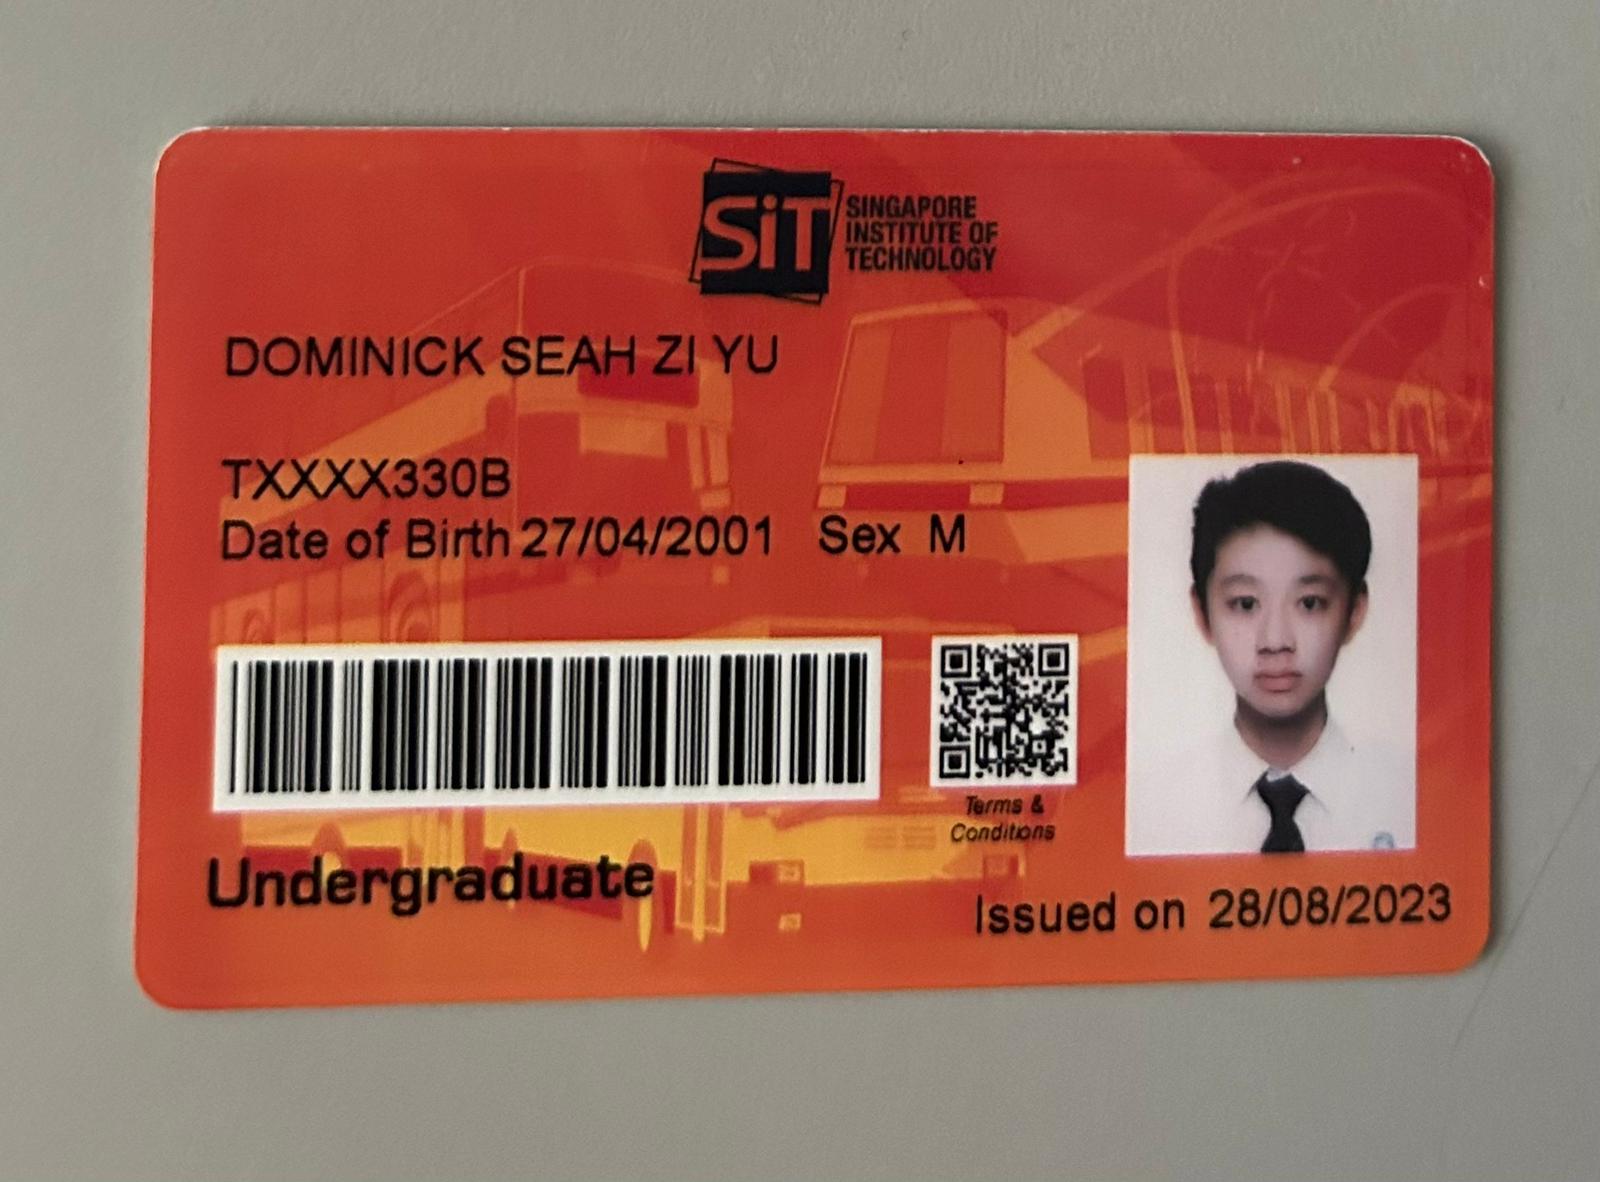 SiT
SINGAPORE
INSTITUTE OF
TECHNOLOGY
DOMINICK SEAH ZI YU
TXXXX330B
Date of Birth 27/04/2001 Sex M
Terms &
Conditions
Undergraduate
Issued on 28/08/2023